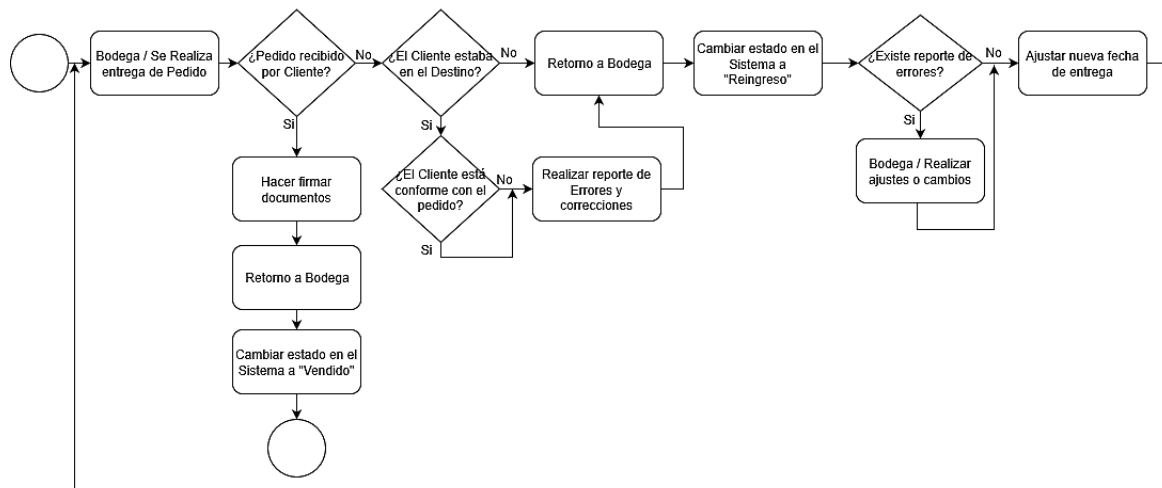 Bodega / Se Realiza
entrega de Pedido
¿Pedido recibido
por Cliente?
No
Si
¿El Cliente estaba
en el Destino?
No
Si
Retorno a Bodega
Cambiar estado en el
Sistema a
"Reingreso"
¿Existe reporte de
errores?
No
Si
Ajustar nueva fecha
de entrega
Hacer firmar
documentos
¿El Cliente está
conforme con el
pedido?
No
Si
Realizar reporte de
Errores y
correcciones
Bodega / Realizar
ajustes o cambios
Retorno a Bodega
Cambiar estado en el
Sistema a "Vendido"